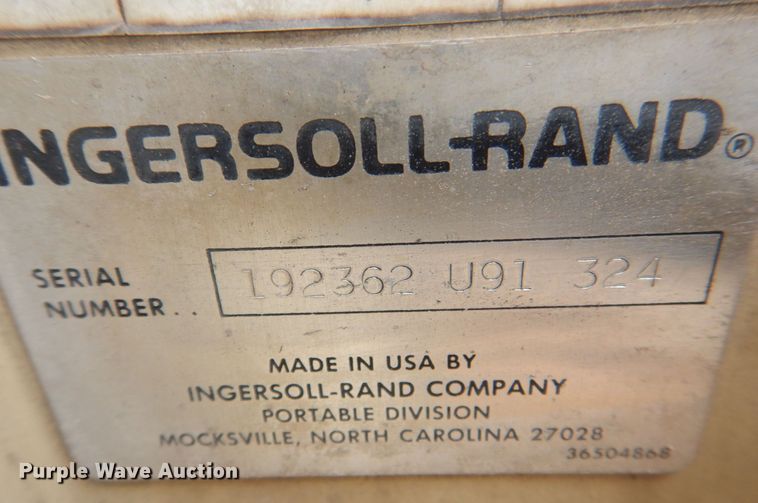 INGERSOLL-RAND®
SERIAL
NUMBER.. 192362 U91 324
MADE IN USA BY
INGERSOLL-RAND COMPANY
PORTABLE DIVISION
MOCKSVILLE, NORTH CAROLINA 27028
36504868
Purple Wave Auction